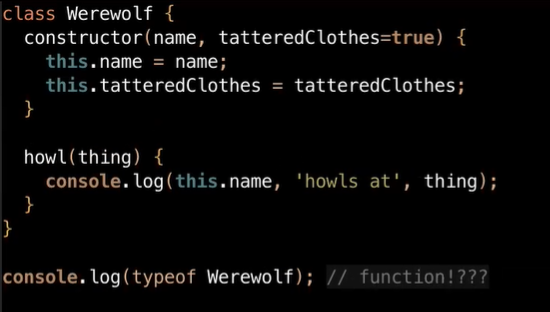 class Werewolf {
  constructor(name, tatteredClothes=true) {
    this.name = name;
    this.tatteredClothes = tatteredClothes;
  }

  howl(thing) {
    console.log(this.name, 'howls at', thing);
  }
}

console.log(typeof Werewolf); // function!???